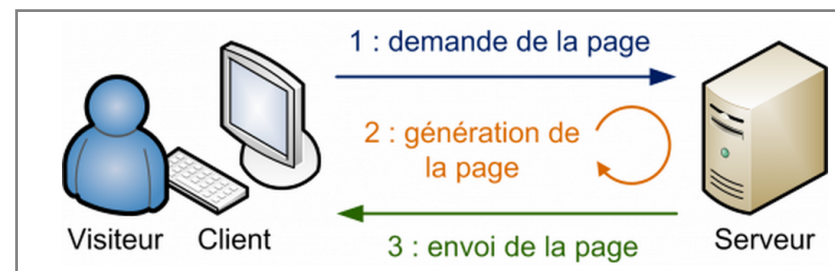 1 : demande de la page
2 : génération de
la page
3 : envoi de la page
Visiteur
Client
Serveur